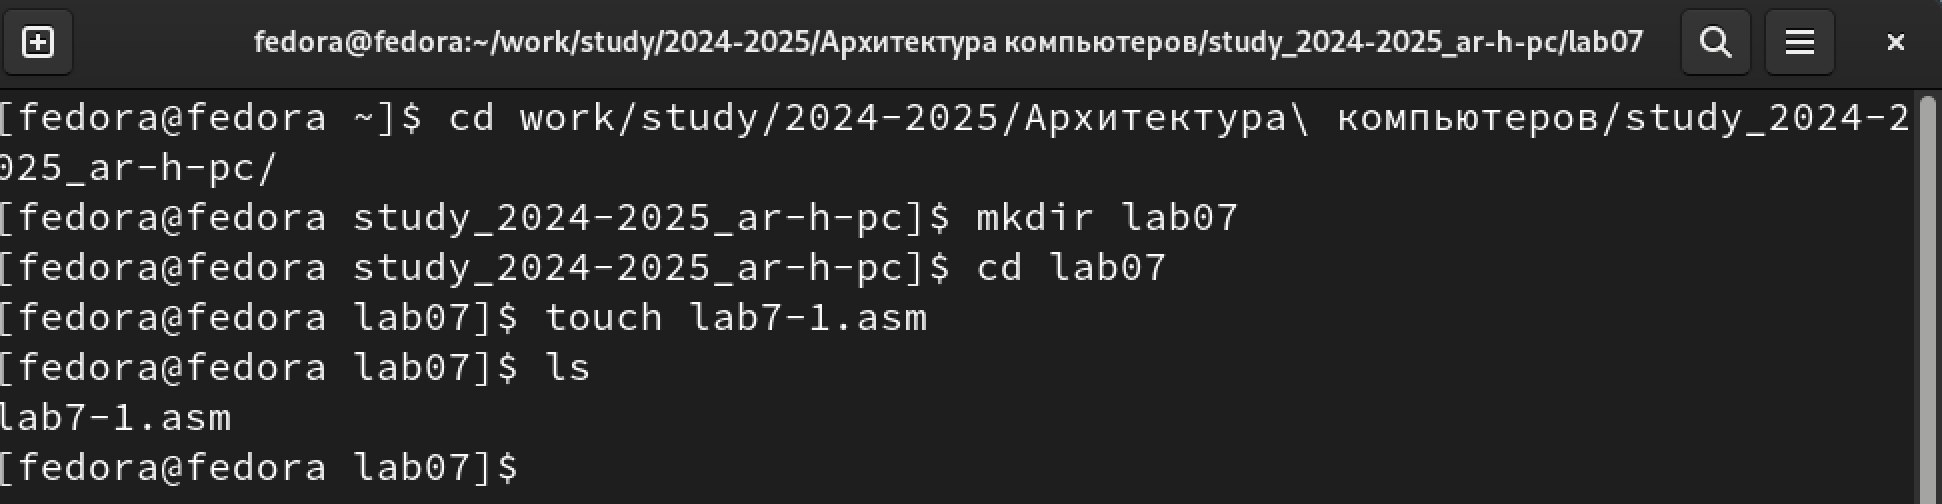 fedora@fedora:~/work/study/2024-2025/Архитектура компьютеров/study_2024-2025_ar-h-pc/lab07
[fedora@fedora ~]$ cd work/study/2024-2025/Архитектура\ компьютеров/study_2024-2
025_ar-h-pc/
[fedora@fedora study_2024-2025_ar-h-pc]$ mkdir lab07
[fedora@fedora study_2024-2025_ar-h-pc]$ cd lab07
[fedora@fedora lab07]$ touch lab7-1.asm
[fedora@fedora lab07]$ ls
lab7-1.asm
[fedora@fedora lab07]$